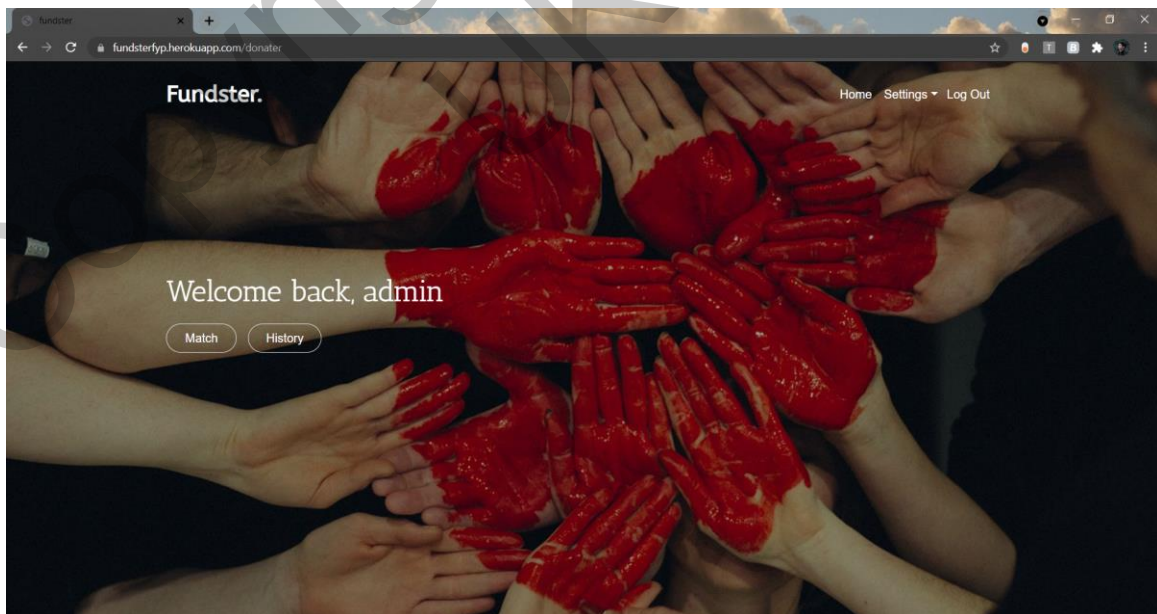 fundster
fundsterfyp.herokuapp.com/donater
Fundster.
Home Settings Log Out
Welcome back, admin
Match History